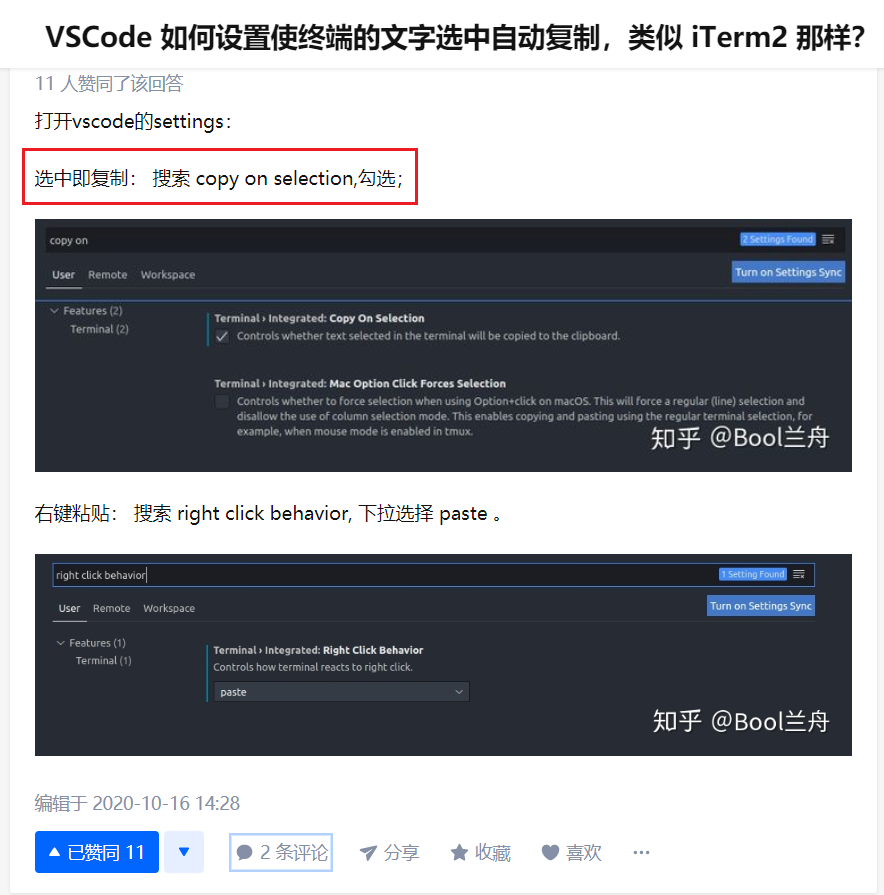 VSCode 如何设置使终端的文字选中自动复制，类似 iTerm2 那样？
11 人赞同了该回答
打开vscode的settings：
选中即复制： 搜索 copy on selection,勾选；
copy on
2 Settings Found
User Remote Workspace
Turn on Settings Sync
Features (2)
Terminal (2)
Terminal › Integrated: Copy On Selection
Controls whether text selected in the terminal will be copied to the clipboard.
Terminal › Integrated: Mac Option Click Forces Selection
Controls whether to force selection when using Option+click on macOS. This will force a regular (line) selection and
disallow the use of column selection mode. This enables copying and pasting using the regular terminal selection, for
example, when mouse mode is enabled in tmux.
知乎 @Bool兰舟
右键粘贴： 搜索 right click behavior, 下拉选择 paste 。
right click behavior
1 Setting Found
User Remote Workspace
Turn on Settings Sync
Features (1)
Terminal (1)
Terminal › Integrated: Right Click Behavior
Controls how terminal reacts to right click.
paste
知乎 @Bool兰舟
编辑于 2020-10-16 14:28
已赞同 11 2 条评论 分享 收藏 喜欢 ···